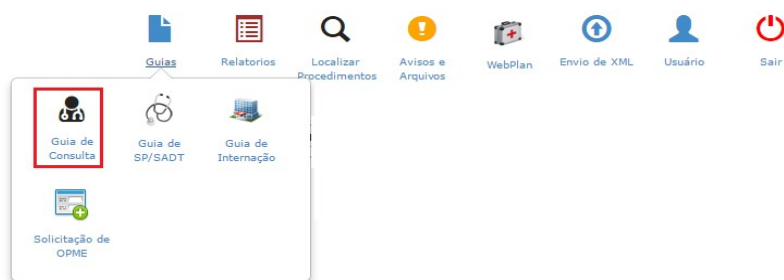 Guias
Relatorios
Localizar
Procedimentos
Avisos e
Arquivos
WebPlan
Envio de XML
Usuário
Sair
Guia de
Consulta
Guia de
SP/SADT
Guia de
Internação
Solicitação de
OPME